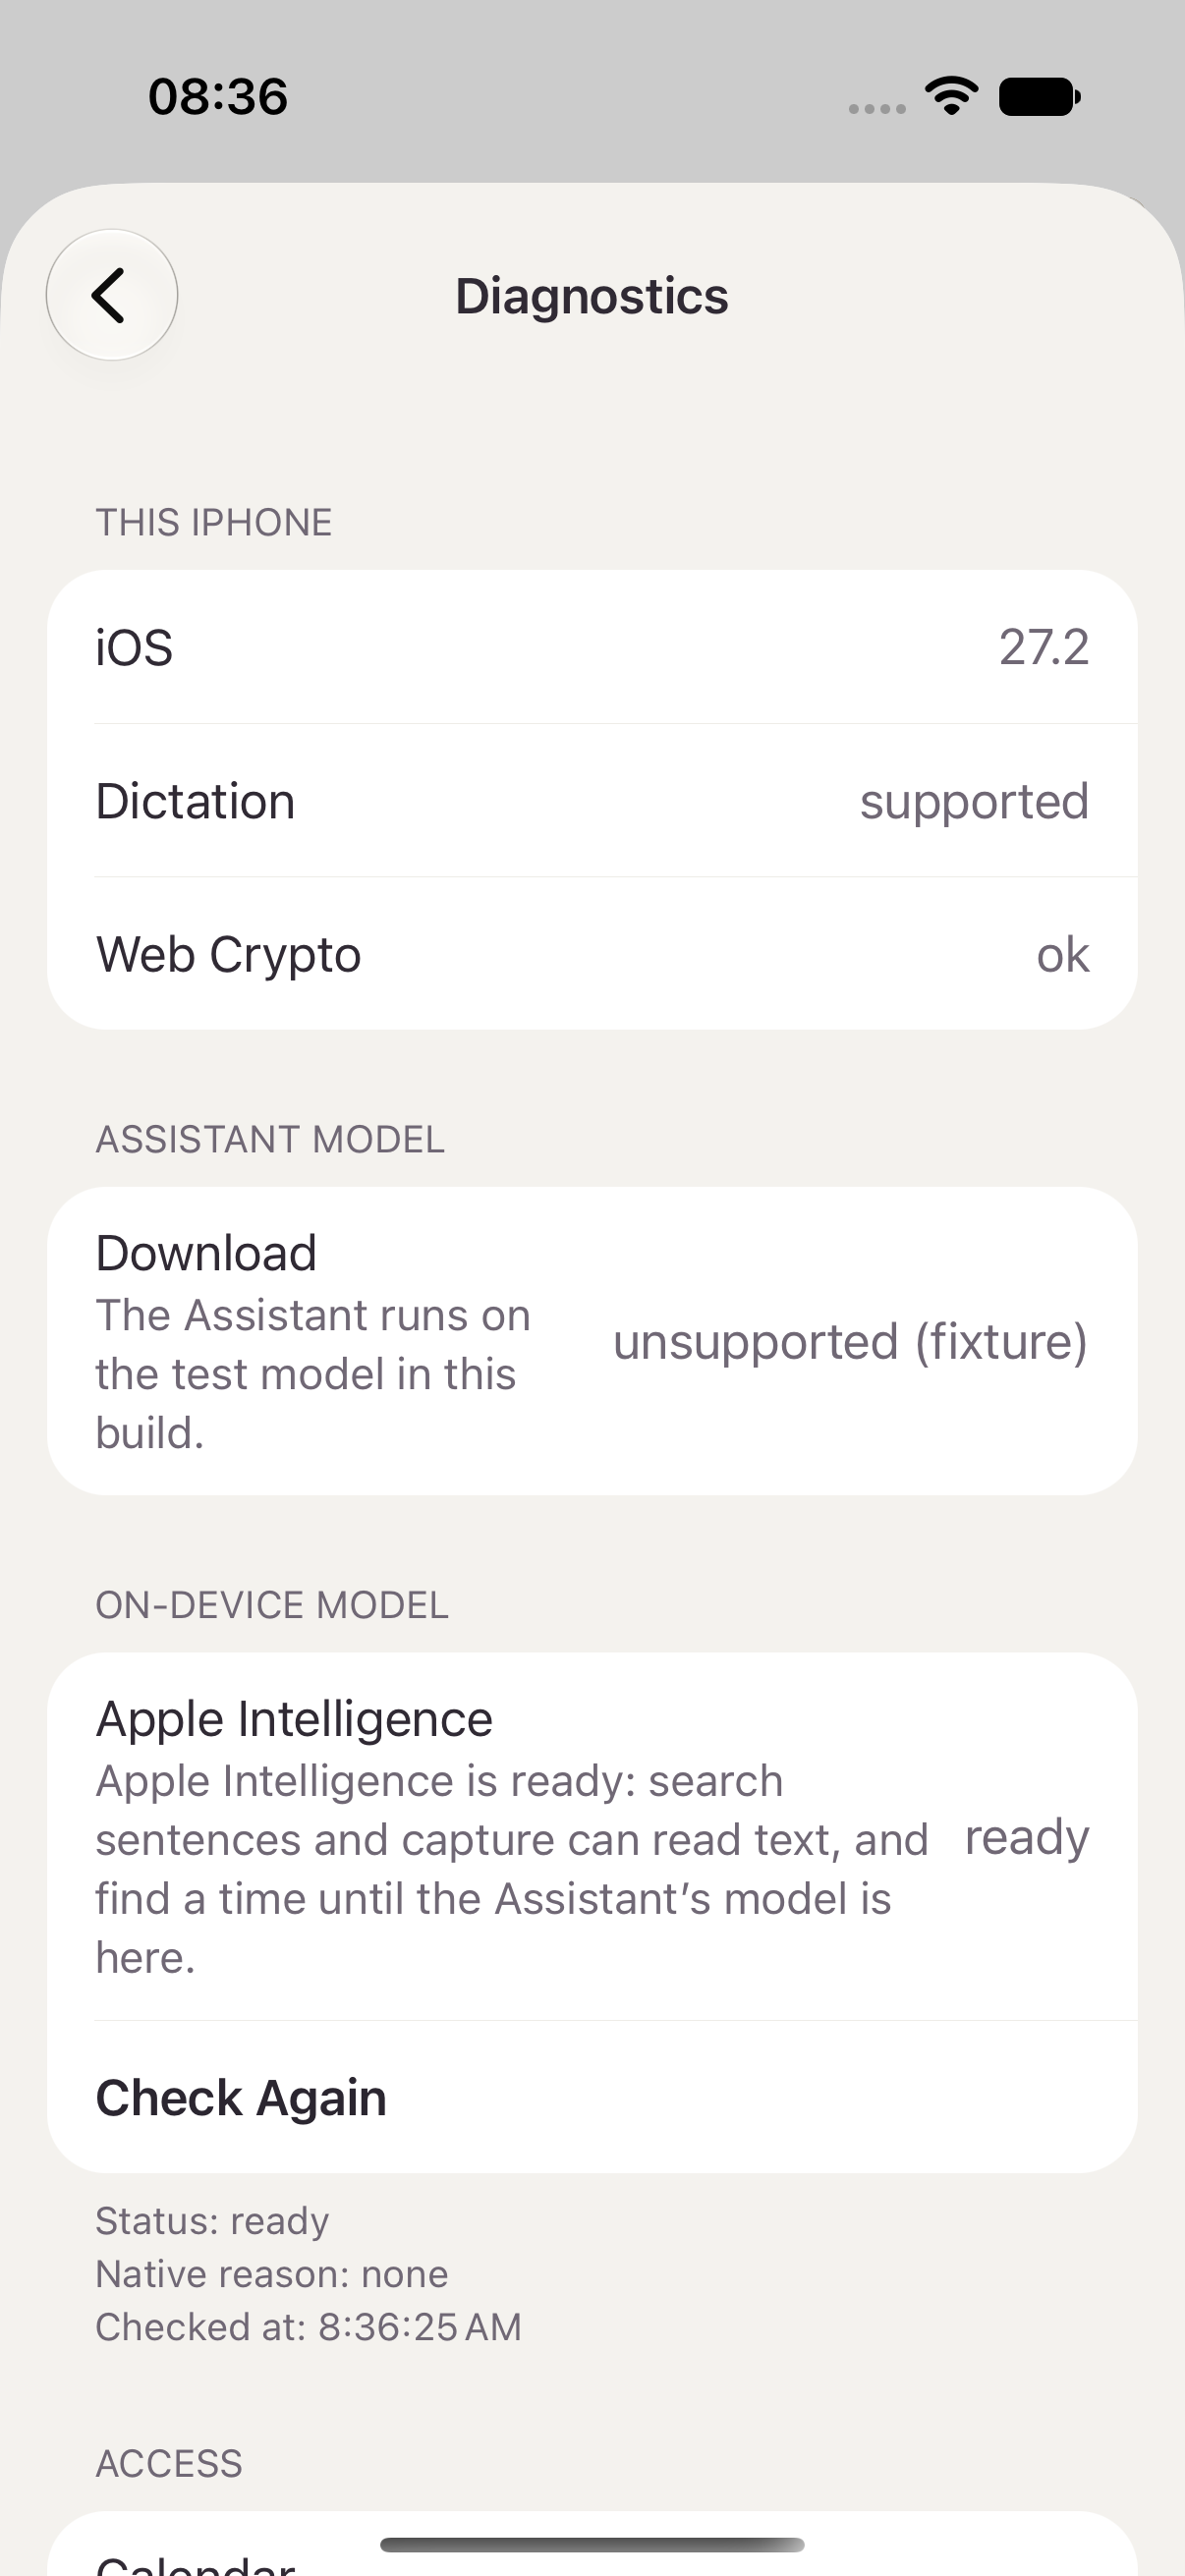 08:36
Diagnostics
THIS IPHONE
iOS 27.2
Dictation supported
Web Crypto ok
ASSISTANT MODEL
Download
The Assistant runs on
the test model in this
build.
unsupported (fixture)
ON-DEVICE MODEL
Apple Intelligence
Apple Intelligence is ready: search
sentences and capture can read text, and
find a time until the Assistant’s model is
here.
ready
Check Again
Status: ready
Native reason: none
Checked at: 8:36:25 AM
ACCESS
Calendar